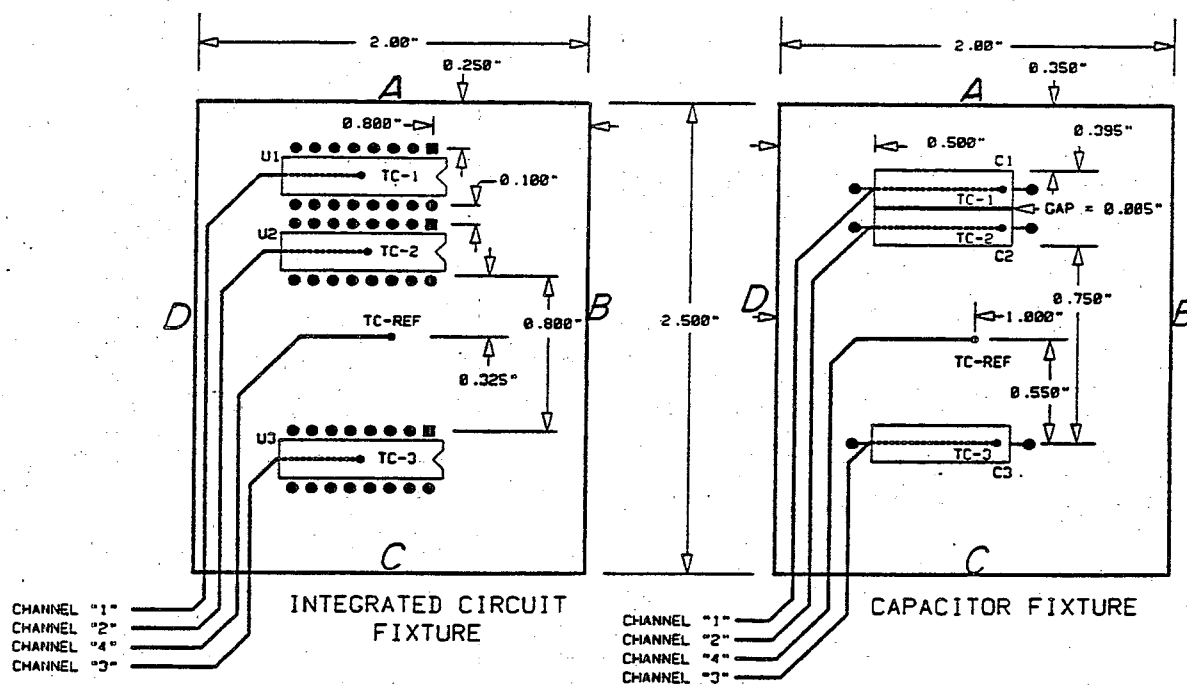 2.00"
0.250"
A
0.800"
U1
TC-1
0.100"
U2
TC-2
D
TC-REF
0.800"
B
0.325"
U3
TC-3
C
CHANNEL "1"
CHANNEL "2"
CHANNEL "4"
CHANNEL "3"
INTEGRATED CIRCUIT
FIXTURE
2.500"
2.00"
0.350"
A
0.395"
0.500"
C1
TC-1
GAP = 0.005"
TC-2
C2
D
0.750"
B
1.000"
TC-REF
0.550"
TC-3
C3
C
CHANNEL "1"
CHANNEL "2"
CHANNEL "4"
CHANNEL "3"
CAPACITOR FIXTURE